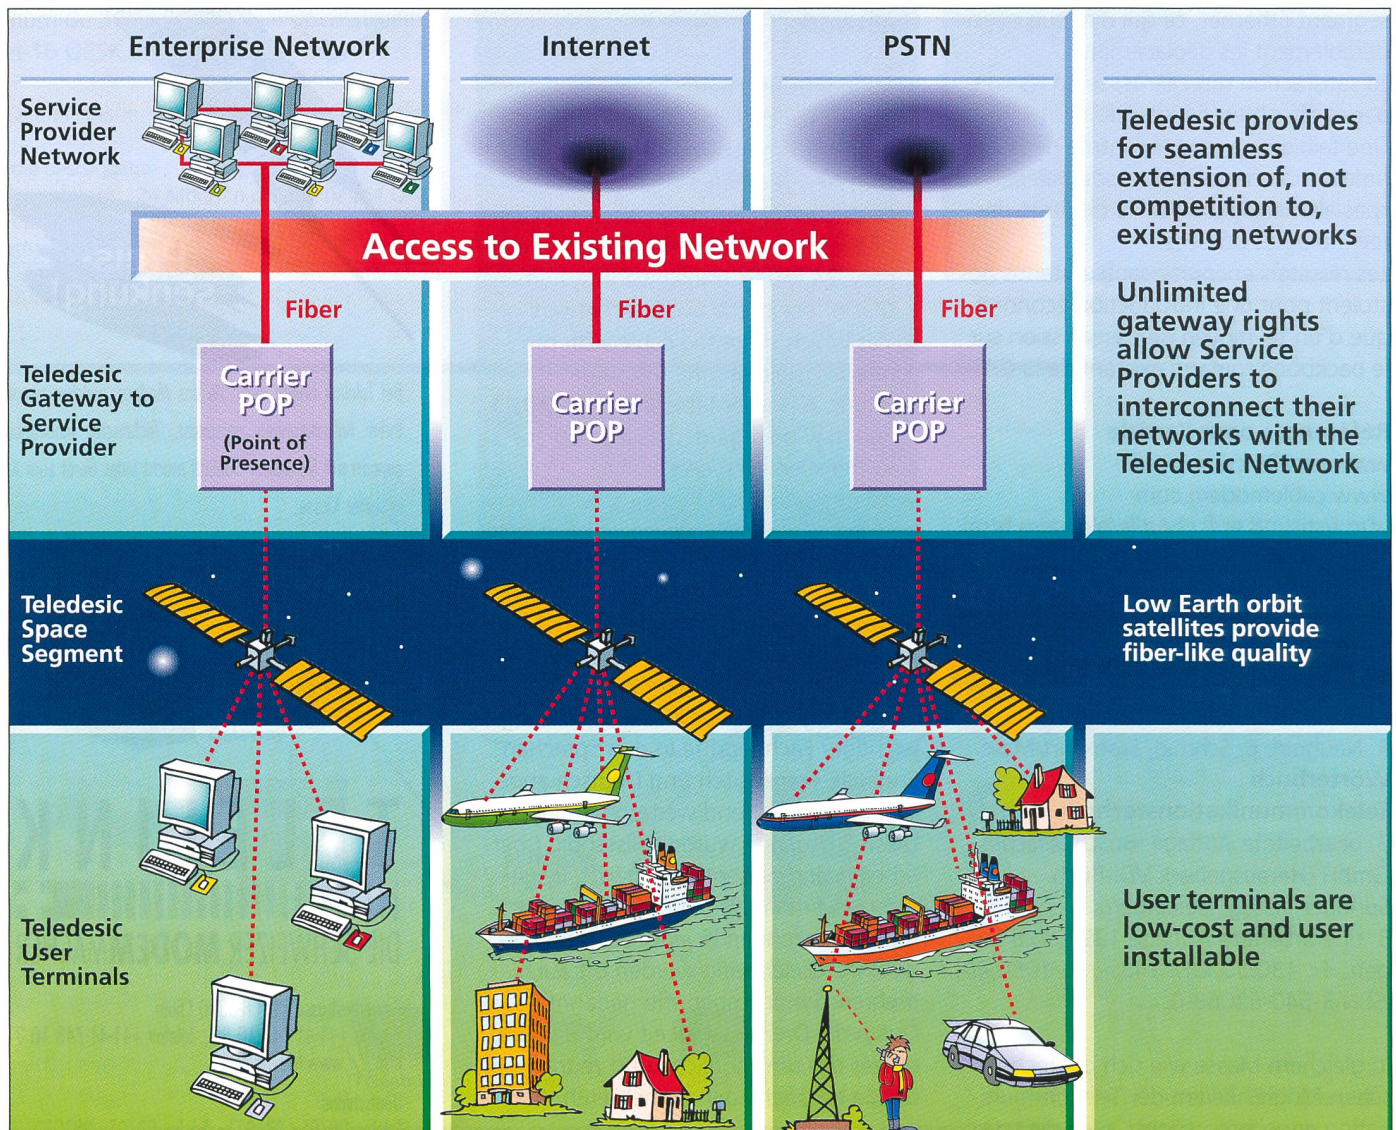 Enterprise Network
Internet
PSTN
Service
Provider
Network
Access to Existing Network
Fiber
Fiber
Fiber
Teledesic
Gateway to
Service
Provider
Carrier
POP
(Point of
Presence)
Carrier
POP
Carrier
POP
Teledesic provides
for seamless
extension of, not
competition to,
existing networks
Unlimited
gateway rights
allow Service
Providers to
interconnect their
networks with the
Teledesic Network
Teledesic
Space
Segment
Low Earth orbit
satellites provide
fiber-like quality
Teledesic
User
Terminals
User terminals are
low-cost and user
installable